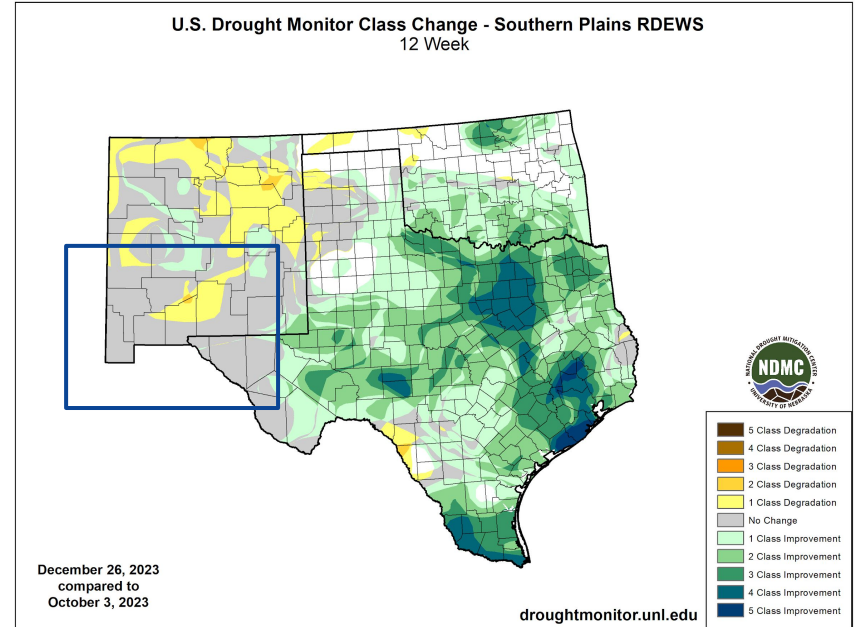 U.S. Drought Monitor Class Change - Southern Plains RDEWS
12 Week
NATIONAL DROUGHT MITIGATION CENTER
NDMC
UNIVERSITY OF NEBRASKA
5 Class Degradation
4 Class Degradation
3 Class Degradation
2 Class Degradation
1 Class Degradation
No Change
1 Class Improvement
2 Class Improvement
3 Class Improvement
4 Class Improvement
5 Class Improvement
December 26, 2023
compared to
October 3, 2023
droughtmonitor.unl.edu